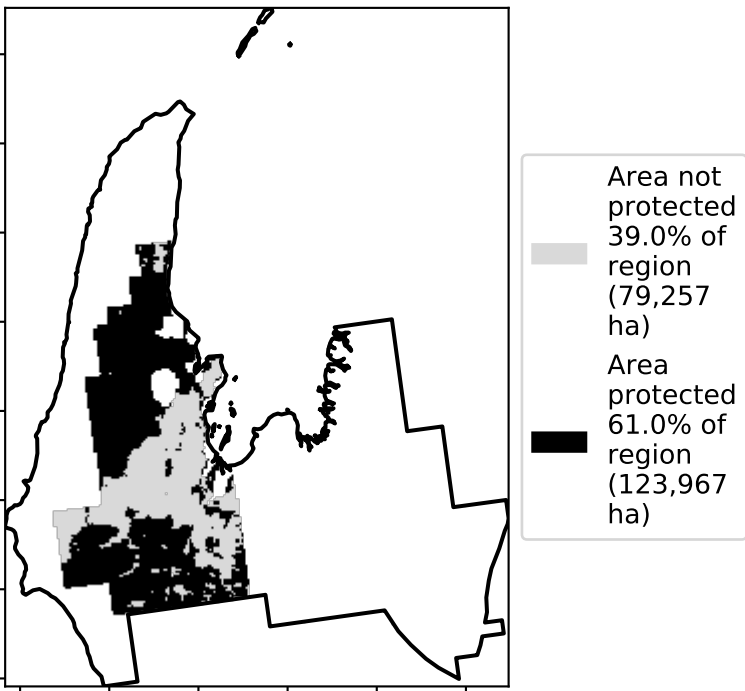 Area not
protected
39.0% of
region
(79,257
ha)
Area
protected
61.0% of
region
(123,967
ha)